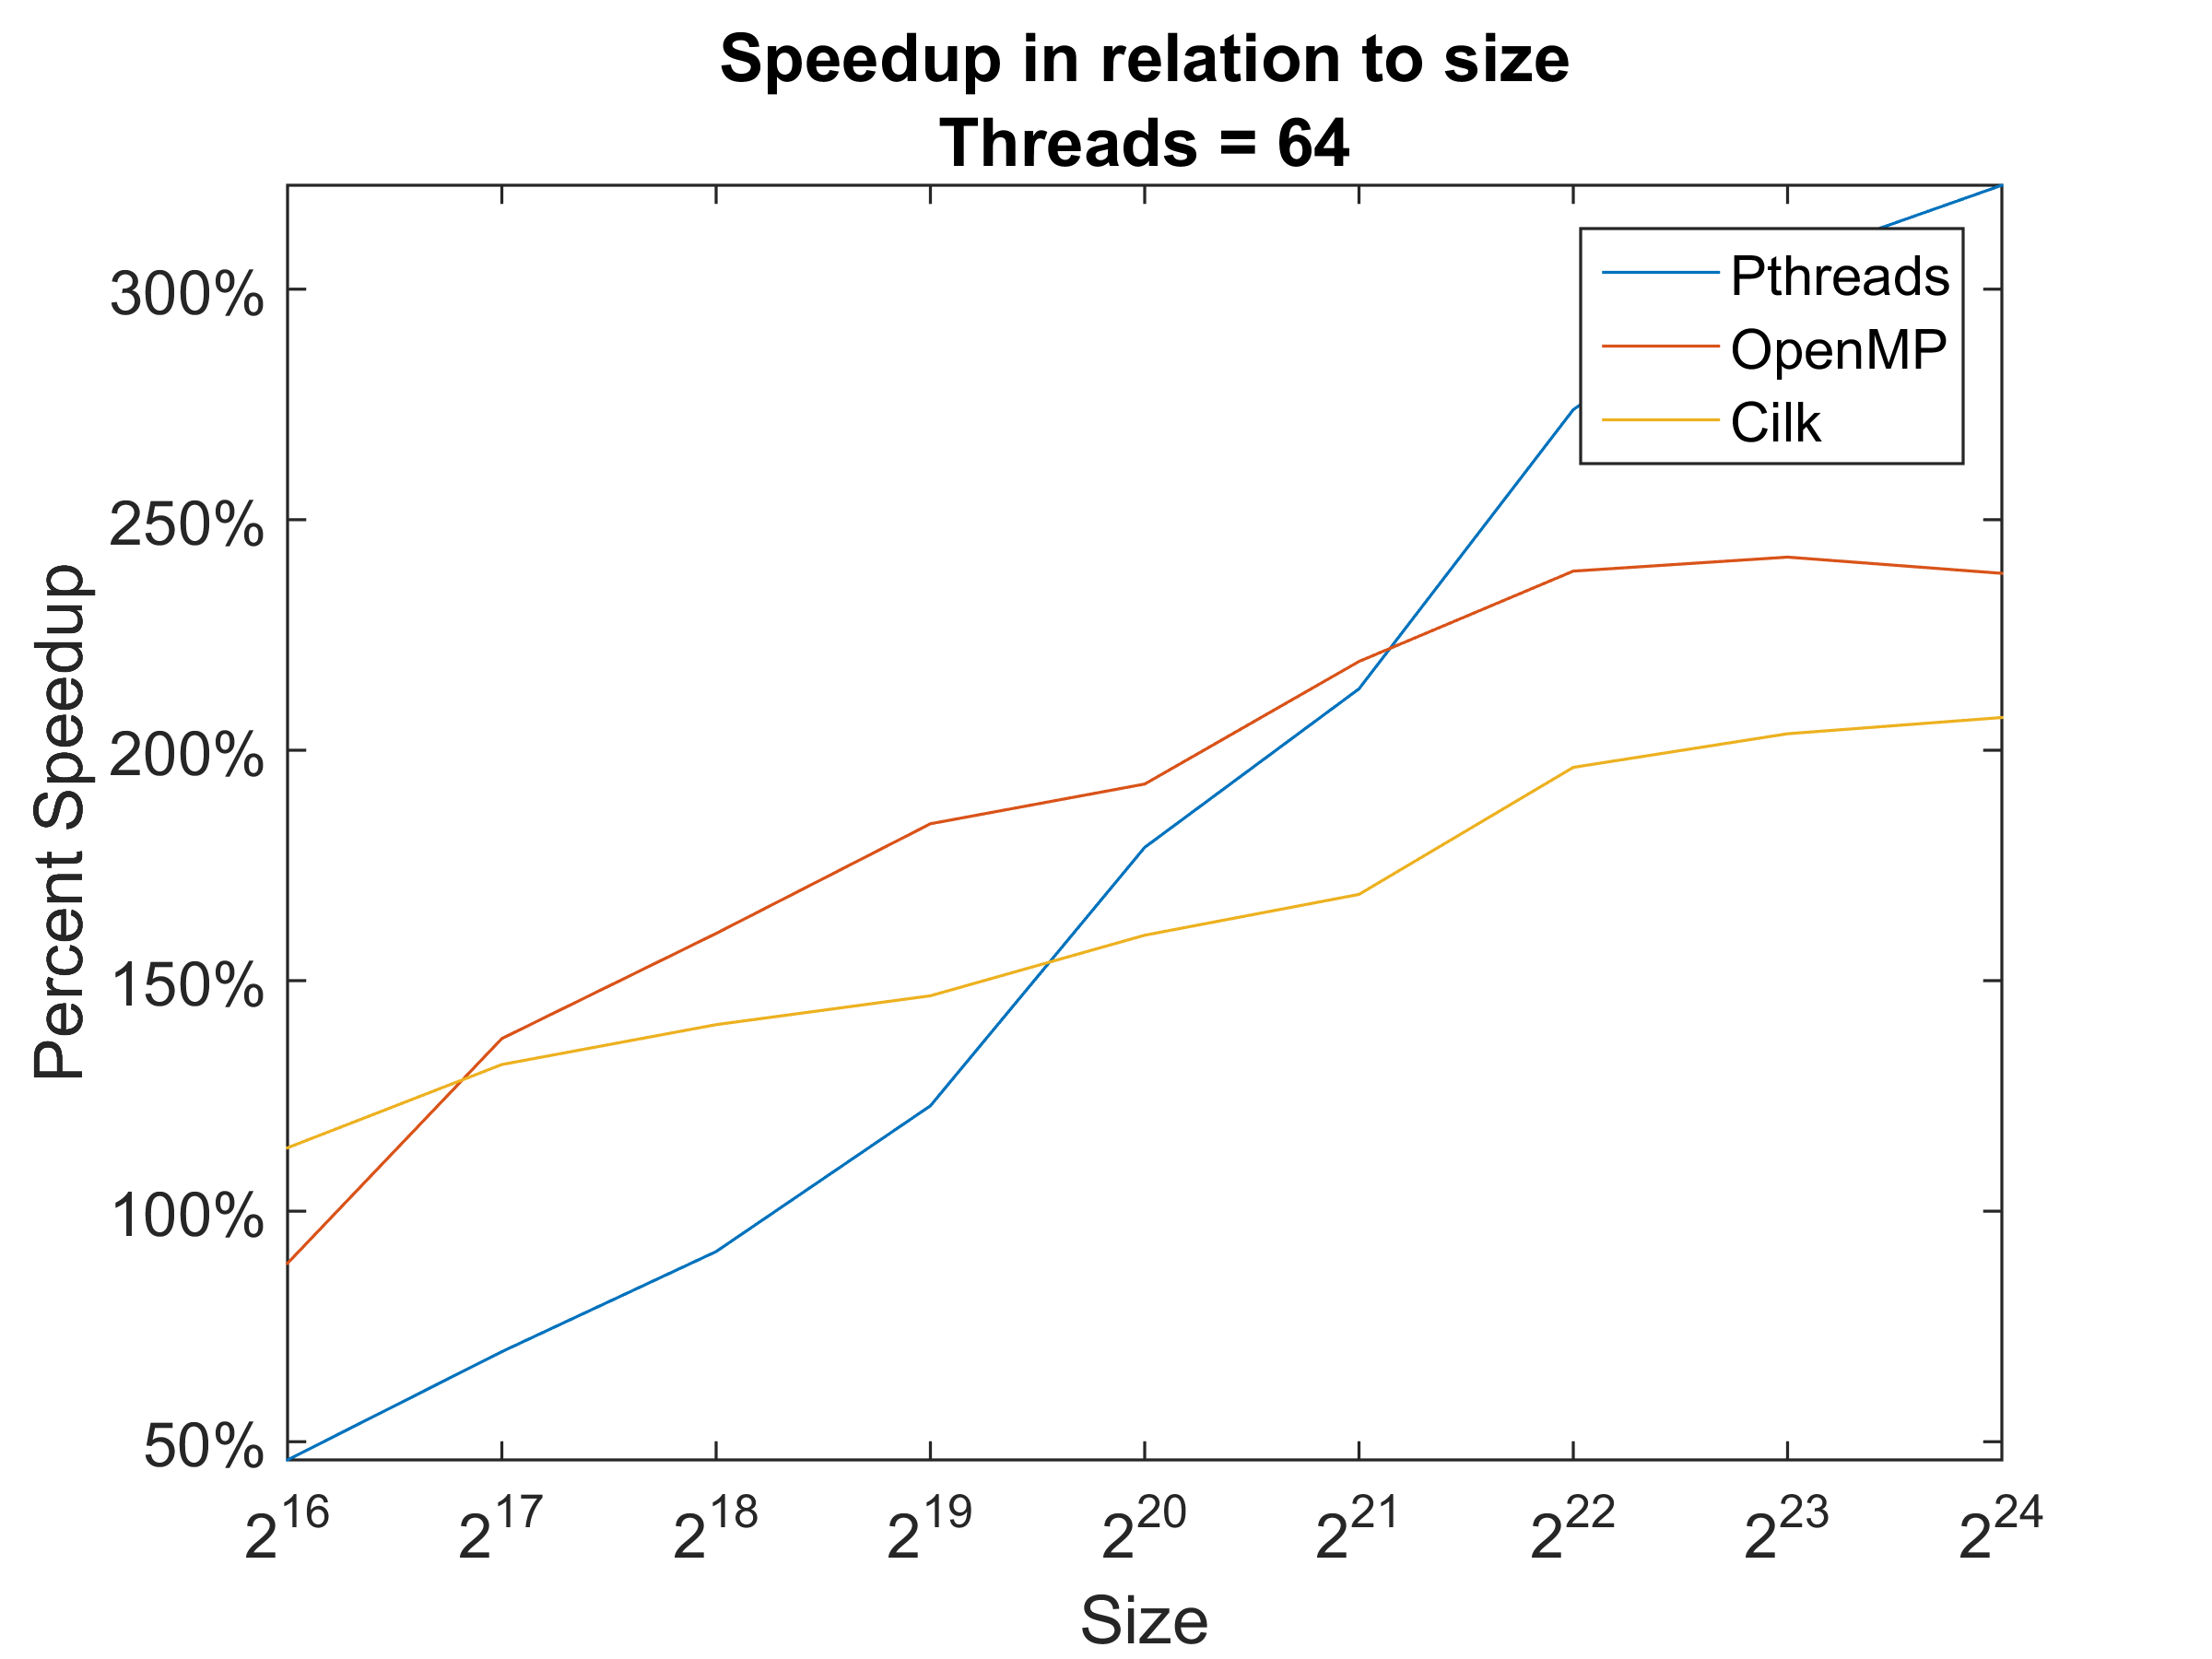 Speedup in relation to size
Threads = 64
Percent Speedup
300%
250%
200%
150%
100%
50%
Pthreads
OpenMP
Cilk
2^16 2^17 2^18 2^19 2^20 2^21 2^22 2^23 2^24
Size